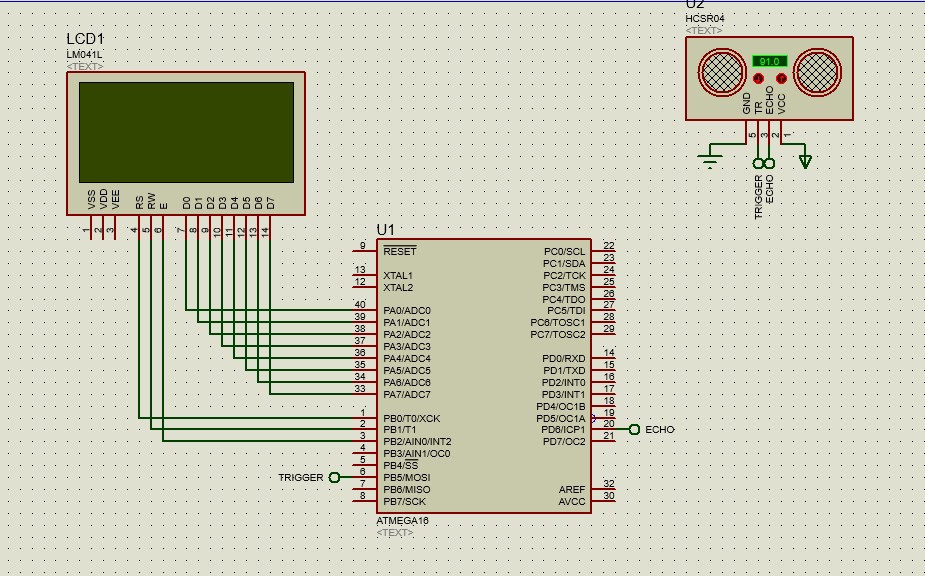 U2
HCSR04
<TEXT>
91.0
GND
TR
ECHO
VCC
5
3
2
1
TRIGGER
ECHO
LCD1
LM041L
<TEXT>
VSS
VDD
VEE
RS
RW
E
D0
D1
D2
D3
D4
D5
D6
D7
1
2
3
4
5
6
7
8
9
10
11
12
13
14
U1
9 RESET
13 XTAL1
12 XTAL2
40 PA0/ADC0
39 PA1/ADC1
38 PA2/ADC2
37 PA3/ADC3
36 PA4/ADC4
35 PA5/ADC5
34 PA6/ADC6
33 PA7/ADC7
1 PB0/T0/XCK
2 PB1/T1
3 PB2/AIN0/INT2
4 PB3/AIN1/OC0
5 PB4/SS
TRIGGER 6 PB5/MOSI
7 PB6/MISO
8 PB7/SCK
PC0/SCL 22
PC1/SDA 23
PC2/TCK 24
PC3/TMS 25
PC4/TDO 26
PC5/TDI 27
PC6/TOSC1 28
PC7/TOSC2 29
PD0/RXD 14
PD1/TXD 15
PD2/INT0 16
PD3/INT1 17
PD4/OC1B 18
PD5/OC1A 19
PD6/ICP1 20 ECHO
PD7/OC2 21
AREF 32
AVCC 30
ATMEGA16
<TEXT>